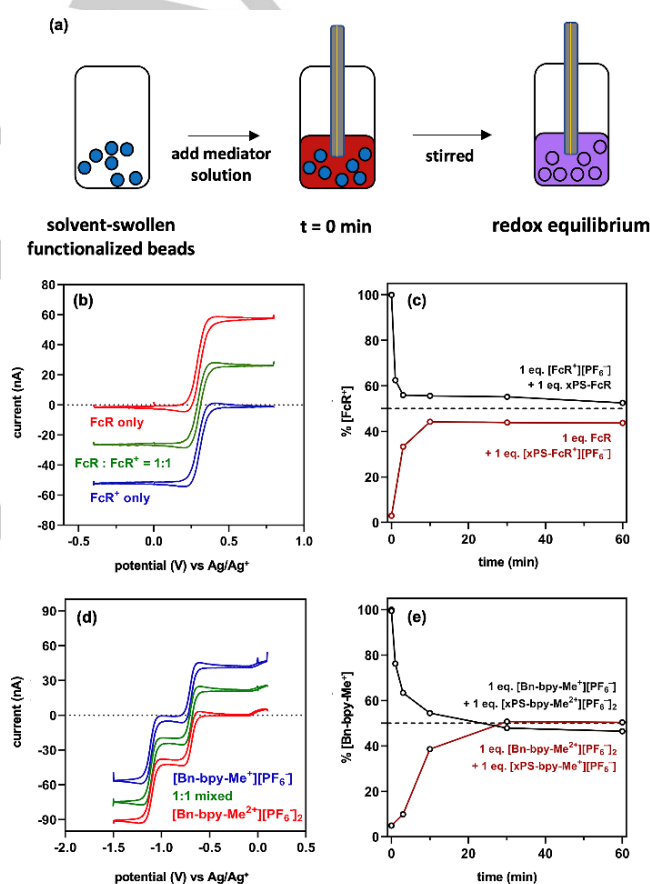 (a)
add mediator
solution
stirred
solvent-swollen
functionalized beads
t = 0 min
redox equilibrium
(b)
80
60
40
20
0
-20
-40
-60
-80
current (nA)
FcR only
FcR : FcR⁺ = 1:1
FcR⁺ only
-0.5
0.0
0.5
1.0
potential (V) vs Ag/Ag⁺
(c)
100
80
60
40
20
0
% [FcR⁺]
1 eq. [FcR⁺][PF₆⁻]
+ 1 eq. xPS-FcR
1 eq. FcR
+ 1 eq. [xPS-FcR⁺][PF₆⁻]
0
20
40
60
time (min)
(d)
90
60
30
0
-30
-60
-90
current (nA)
[Bn-bpy-Me⁺][PF₆⁻]
1:1 mixed
[Bn-bpy-Me²⁺][PF₆⁻]₂
-2.0
-1.5
-1.0
-0.5
0.0
0.5
potential (V) vs Ag/Ag⁺
(e)
100
80
60
40
20
0
% [Bn-bpy-Me⁺]
1 eq. [Bn-bpy-Me⁺][PF₆⁻]
+ 1 eq. [xPS-bpy-Me²⁺][PF₆⁻]₂
1 eq. [Bn-bpy-Me²⁺][PF₆⁻]₂
+ 1 eq. [xPS-bpy-Me⁺][PF₆⁻]
0
20
40
60
time (min)